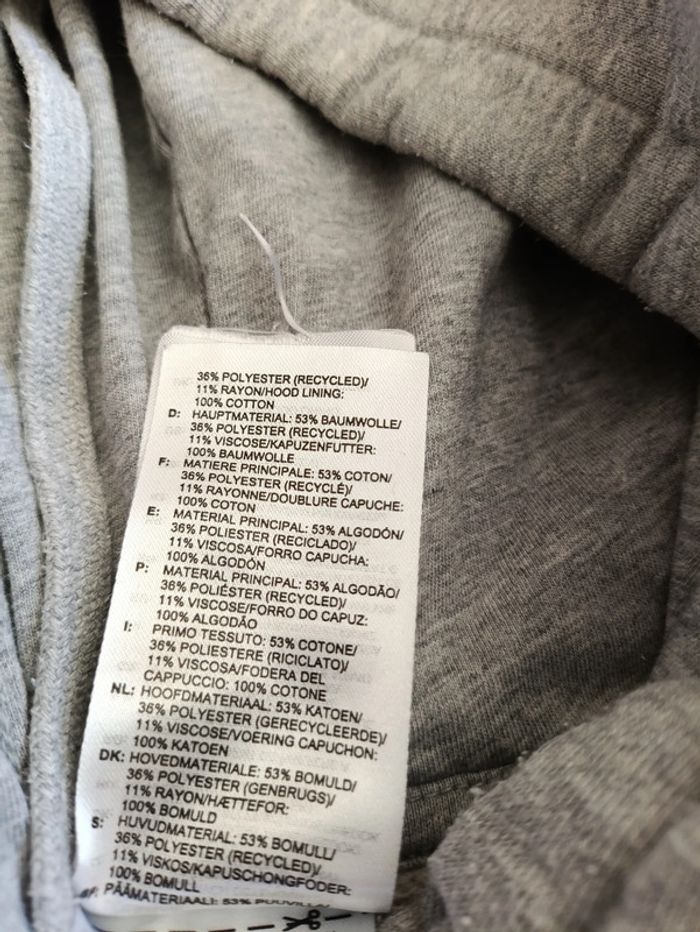 36% POLYESTER (RECYCLED)/
11% RAYON/HOOD LINING:
100% COTTON
D: HAUPTMATERIAL: 53% BAUMWOLLE/
36% POLYESTER (RECYCLED)/
11% VISCOSE/KAPUZENFUTTER:
100% BAUMWOLLE
F: MATIERE PRINCIPALE: 53% COTON/
36% POLYESTER (RECYCLÉ)/
11% RAYONNE/DOUBLURE CAPUCHE:
100% COTON
E: MATERIAL PRINCIPAL: 53% ALGODÓN/
36% POLIESTER (RECICLADO)/
11% VISCOSA/FORRO CAPUCHA:
100% ALGODÓN
P: MATERIAL PRINCIPAL: 53% ALGODÃO/
36% POLIÉSTER (RECYCLED)/
11% VISCOSE/FORRO DO CAPUZ:
100% ALGODÃO
I: PRIMO TESSUTO: 53% COTONE/
36% POLIESTERE (RICICLATO)/
11% VISCOSA/FODERA DEL
CAPPUCCIO: 100% COTONE
NL: HOOFDMATERIAAL: 53% KATOEN/
36% POLYESTER (GERECYCLEERDE)/
11% VISCOSE/VOERING CAPUCHON:
100% KATOEN
DK: HOVEDMATERIALE: 53% BOMULD/
36% POLYESTER (GENBRUGS)/
11% RAYON/HÆTTEFOR:
100% BOMULD
S: HUVUDMATERIAL: 53% BOMULL/
36% POLYESTER (RECYCLED)/
11% VISKOS/KAPUSCHONGFODER:
100% BOMULL
PÄÄMATERIAALI: 53% PUUVILLA/